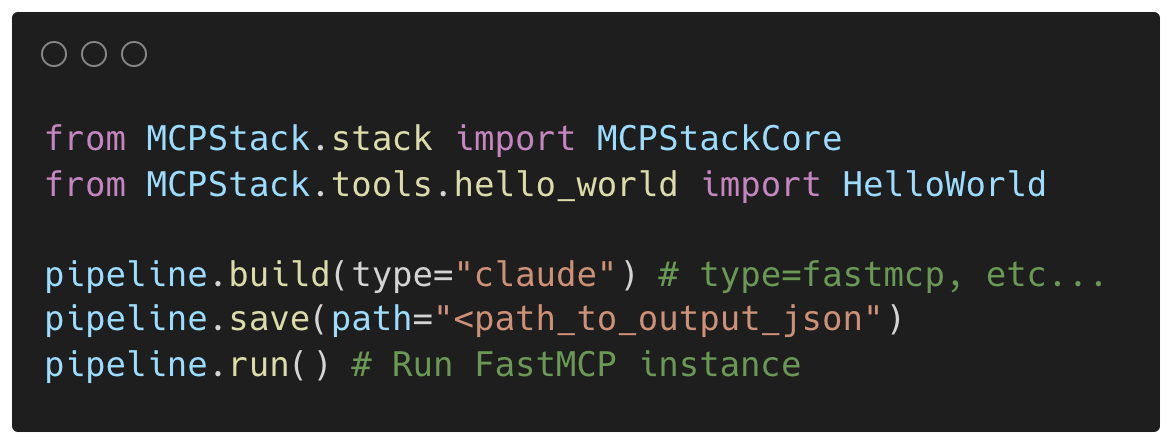 from MCPStack.stack import MCPStackCore
from MCPStack.tools.hello_world import HelloWorld
pipeline.build(type="claude") # type=fastmcp, etc...
pipeline.save(path="<path_to_output_json")
pipeline.run() # Run FastMCP instance